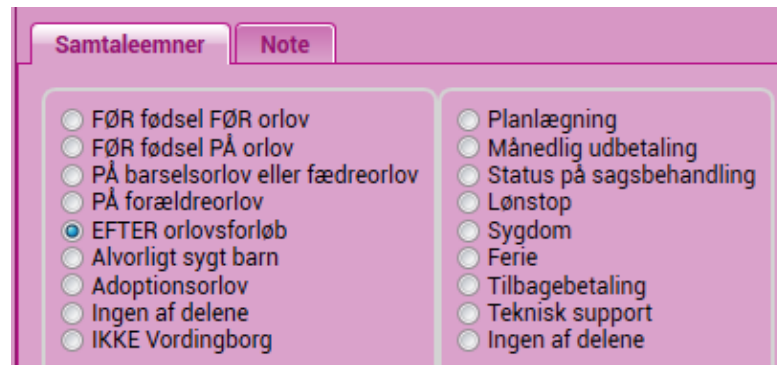 Samtaleemner Note
FØR fødsel FØR orlov
FØR fødsel PÅ orlov
PÅ barselsorlov eller fædreorlov
PÅ forældreorlov
EFTER orlovsforløb
Alvorligt sygt barn
Adoptionsorlov
Ingen af delene
IKKE Vordingborg
Planlægning
Månedlig udbetaling
Status på sagsbehandling
Lønstop
Sygdom
Ferie
Tilbagebetaling
Teknisk support
Ingen af delene